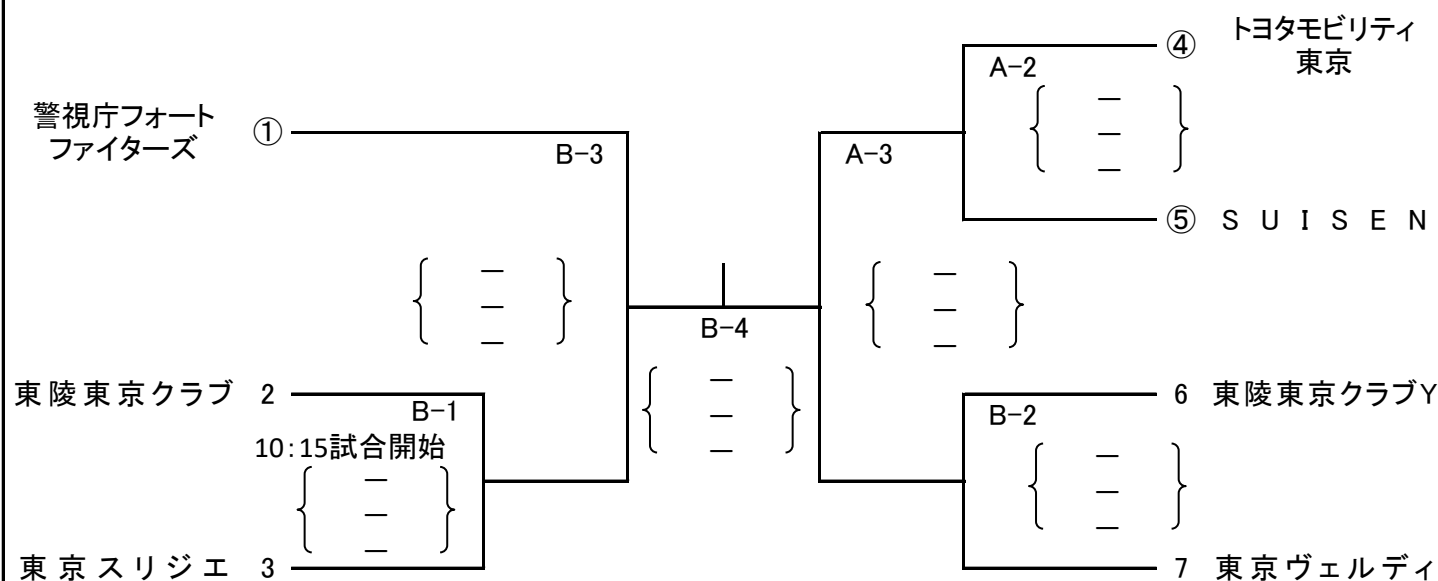 警視庁フォート
ファイターズ
①
B-3
{ - - - }
東陵東京クラブ 2
B-1
10:15試合開始
{ - - - }
東京スリジエ 3
B-4
{ - - - }
トヨタモビリティ
東京
④
A-2
{ - - - }
A-3
⑤ SUISEN
{ - - - }
6 東陵東京クラブY
B-2
{ - - - }
7 東京ヴェルディ